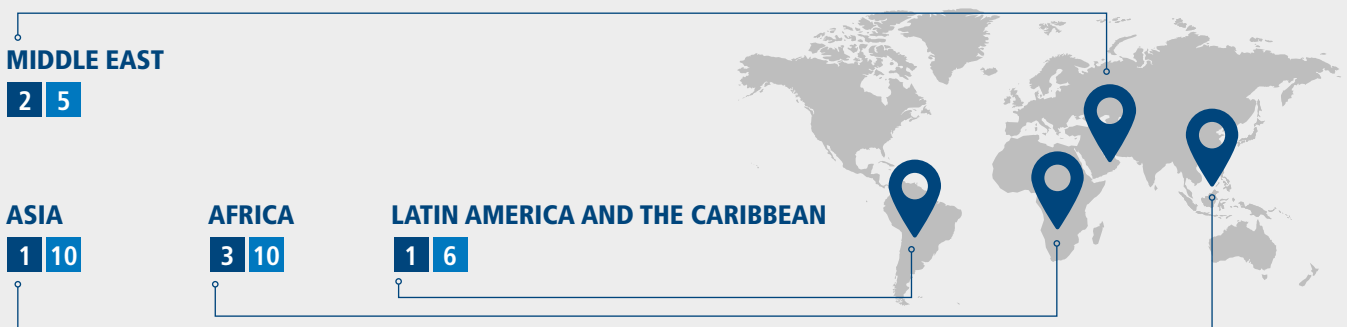 MIDDLE EAST
2 5
ASIA
1 10
AFRICA
3 10
LATIN AMERICA AND THE CARIBBEAN
1 6